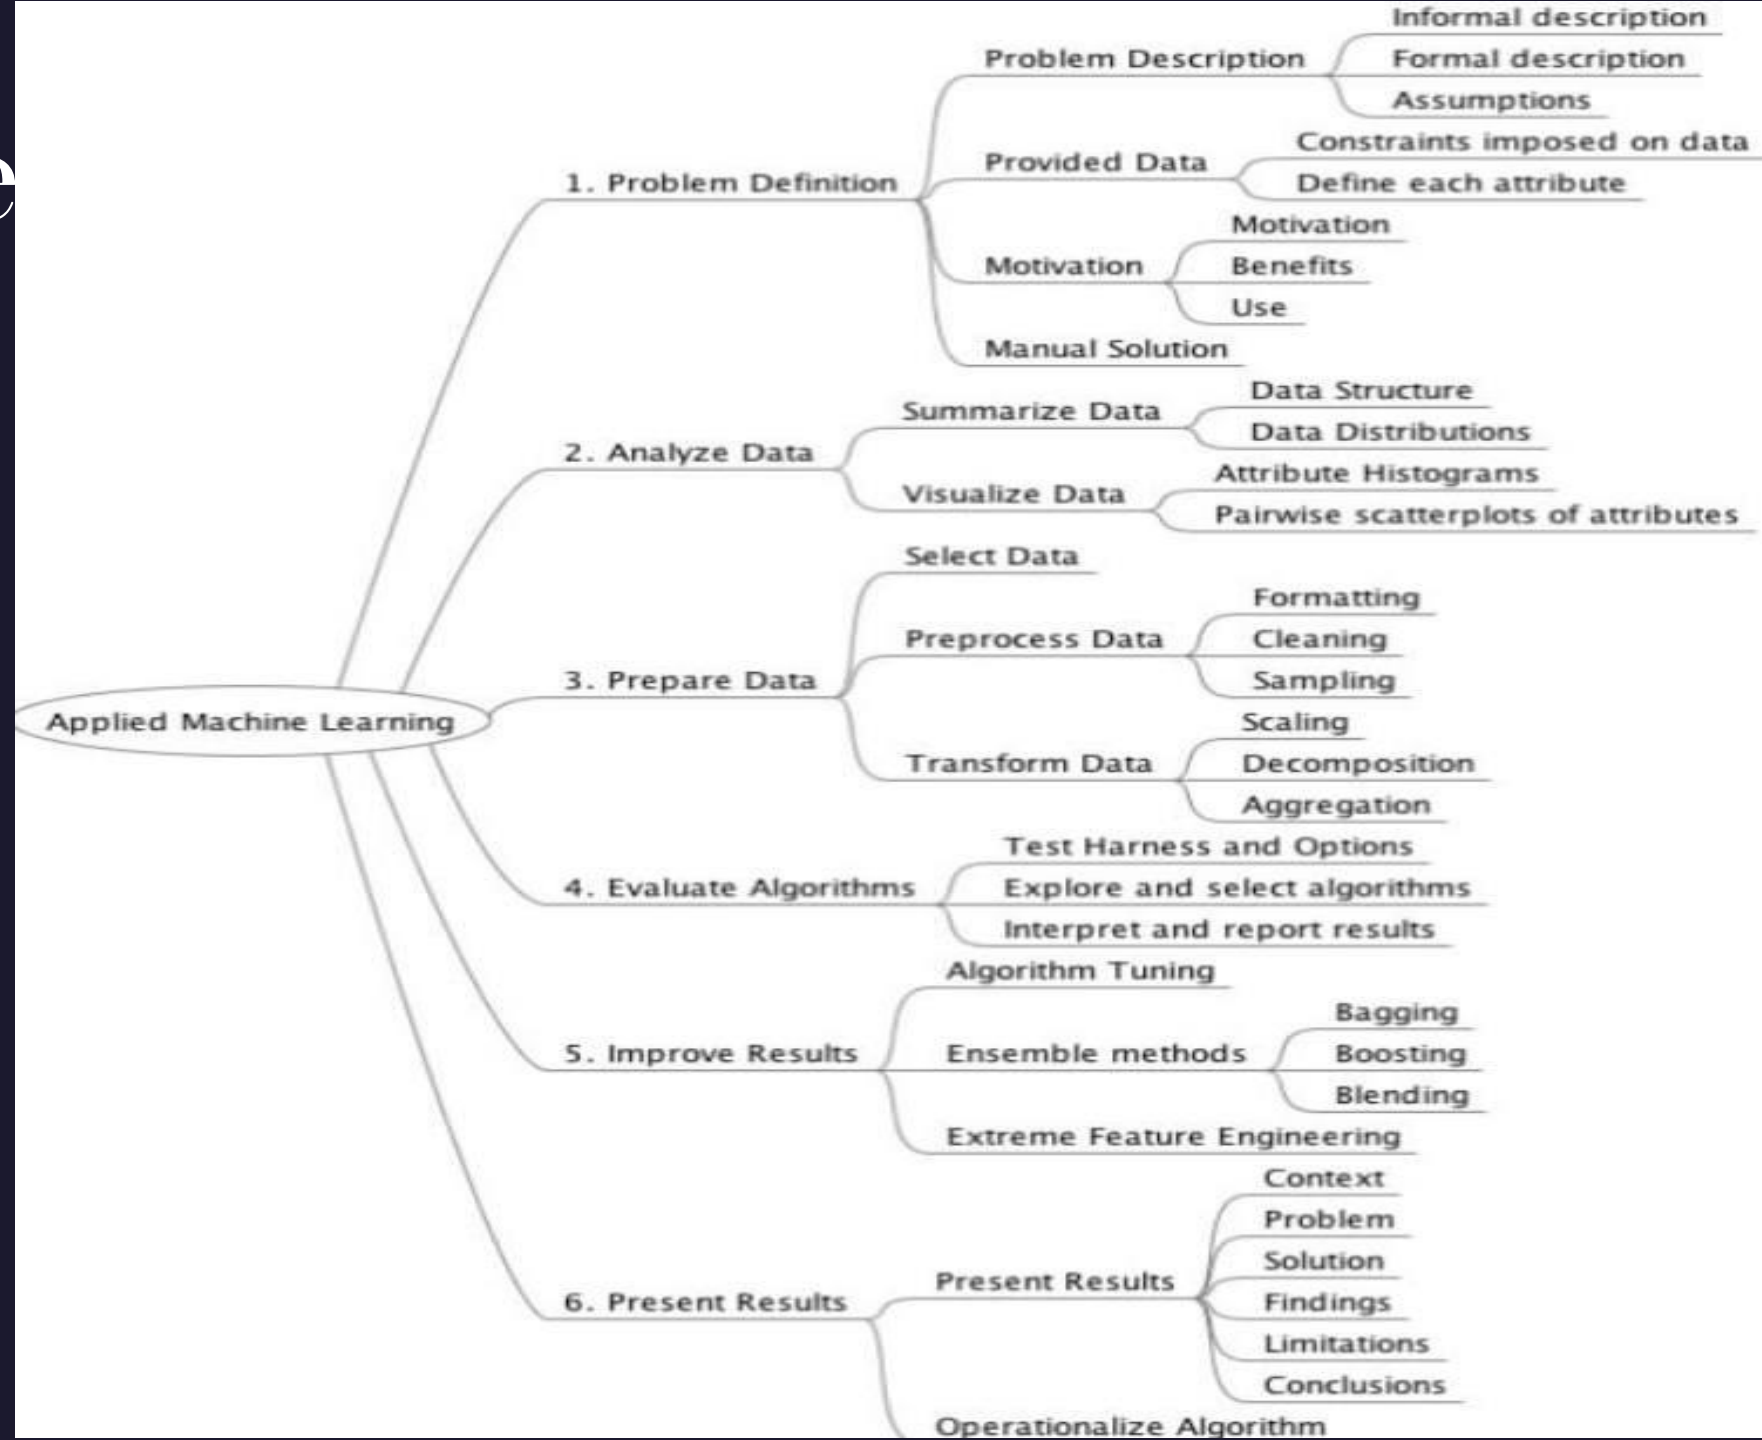 e
Applied Machine Learning
1. Problem Definition
Problem Description
Informal description
Formal description
Assumptions
Provided Data
Constraints imposed on data
Define each attribute
Motivation
Motivation
Benefits
Use
Manual Solution
2. Analyze Data
Summarize Data
Data Structure
Data Distributions
Visualize Data
Attribute Histograms
Pairwise scatterplots of attributes
3. Prepare Data
Select Data
Preprocess Data
Formatting
Cleaning
Sampling
Transform Data
Scaling
Decomposition
Aggregation
4. Evaluate Algorithms
Test Harness and Options
Explore and select algorithms
Interpret and report results
5. Improve Results
Algorithm Tuning
Ensemble methods
Bagging
Boosting
Blending
Extreme Feature Engineering
6. Present Results
Present Results
Context
Problem
Solution
Findings
Limitations
Conclusions
Operationalize Algorithm